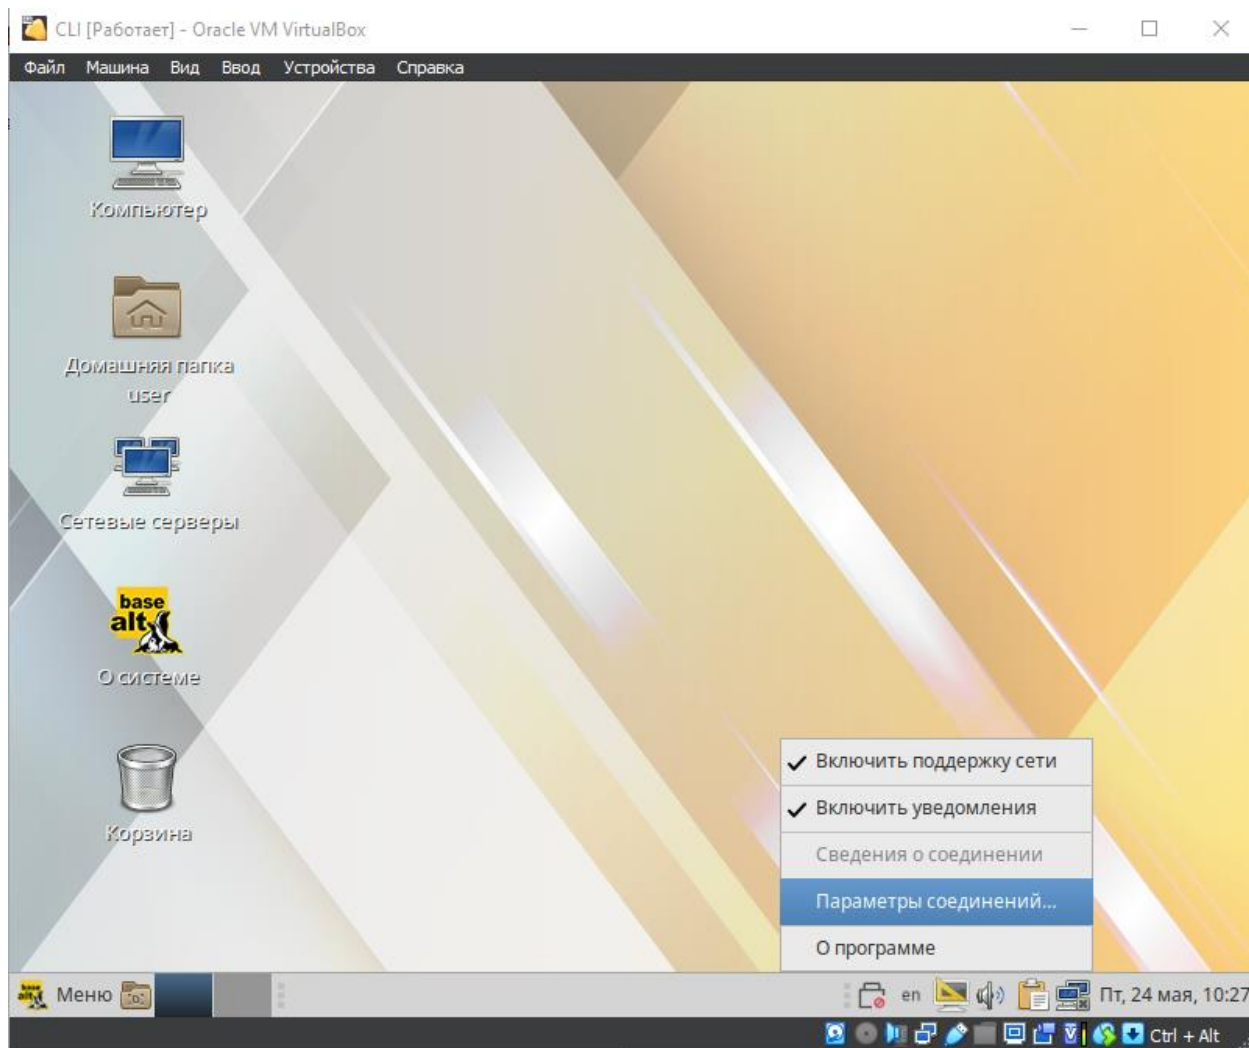 CLI [Работает] - Oracle VM VirtualBox
Файл Машина Вид Ввод Устройства Справка
Компьютер
Домашняя папка
user
Сетевые серверы
base
alt
О системе
Корзина
Включить поддержку сети
Включить уведомления
Сведения о соединении
Параметры соединений...
О программе
base
alt
Меню
en
Пт, 24 мая, 10:27
Ctrl + Alt